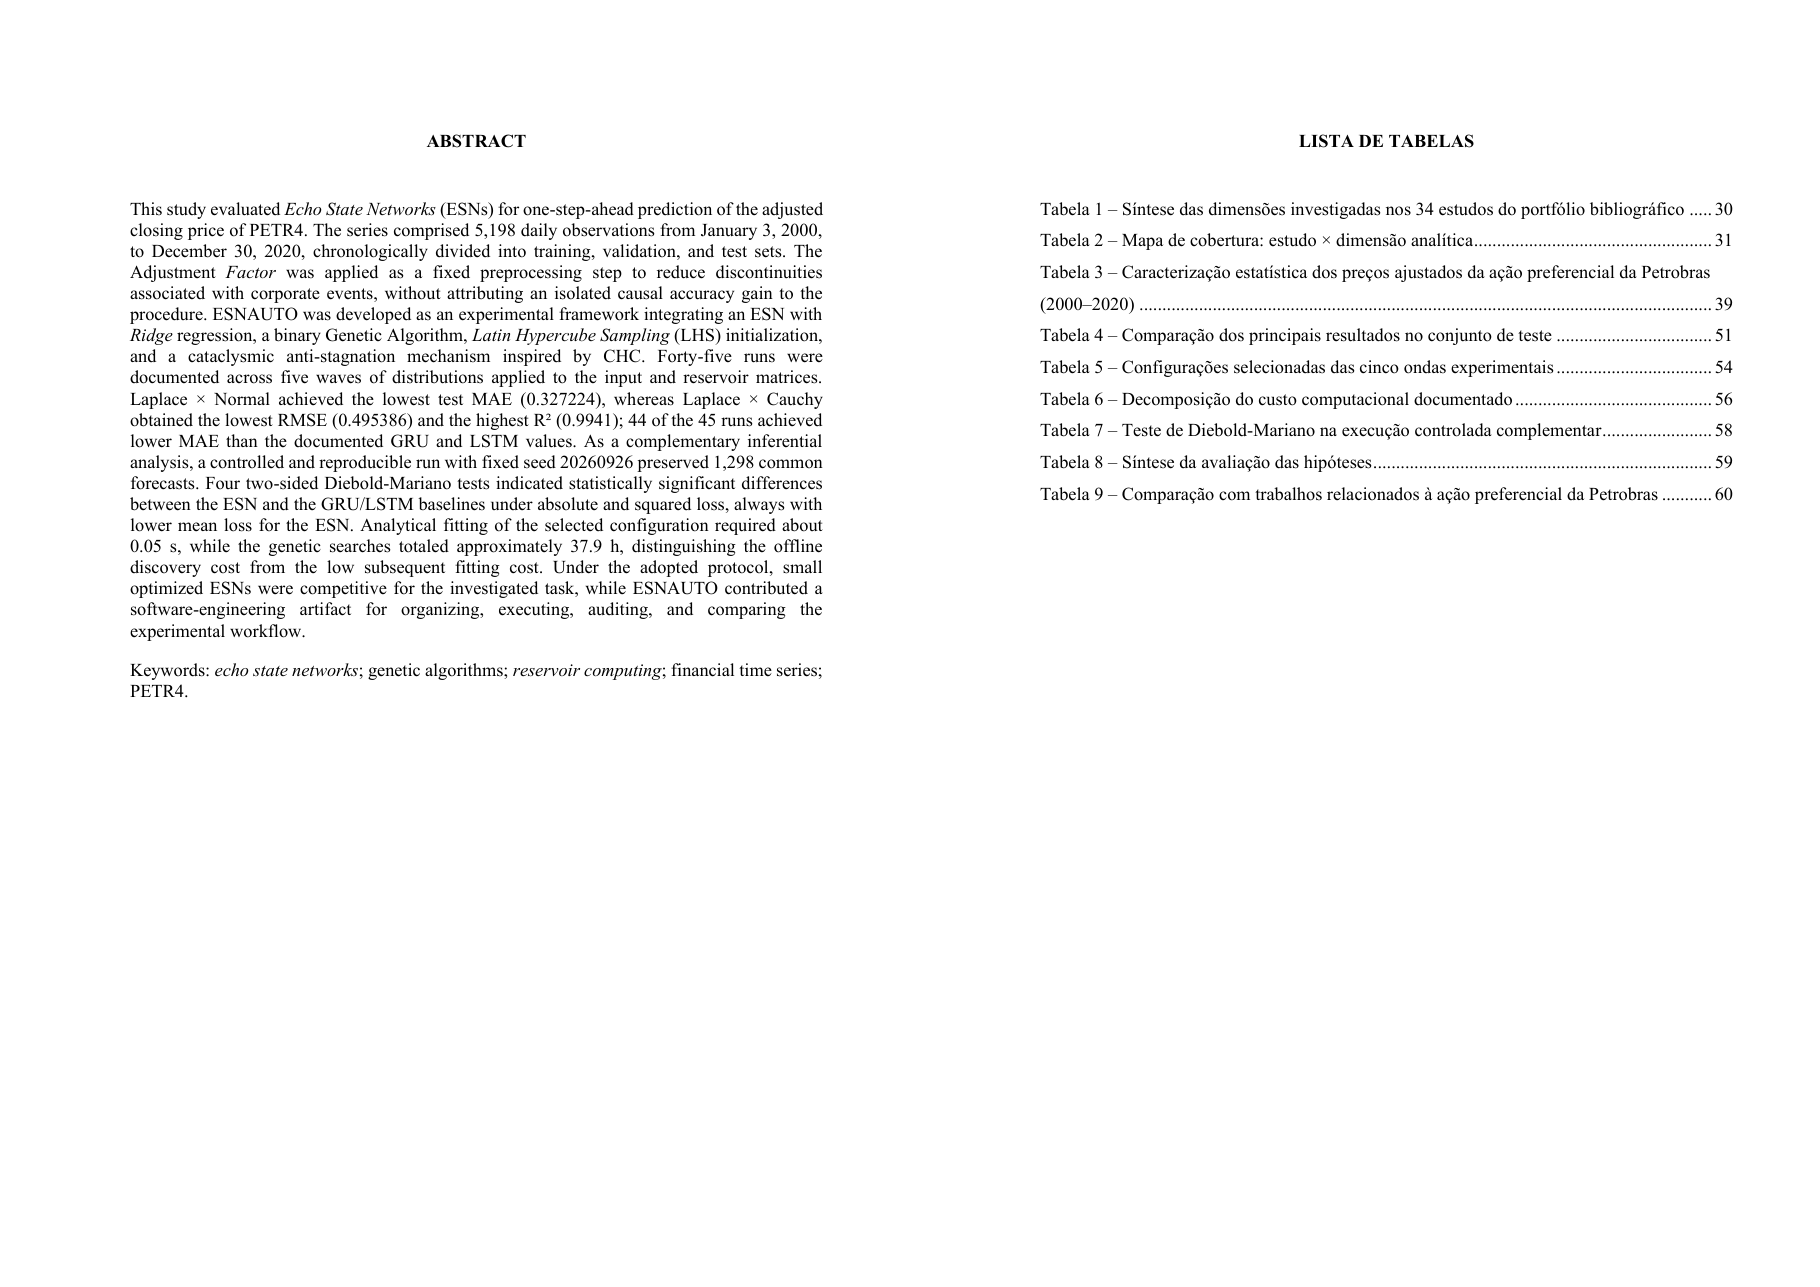 ABSTRACT
This study evaluated Echo State Networks (ESNs) for one-step-ahead prediction of the adjusted
closing price of PETR4. The series comprised 5,198 daily observations from January 3, 2000,
to December 30, 2020, chronologically divided into training, validation, and test sets. The
Adjustment Factor was applied as a fixed preprocessing step to reduce discontinuities
associated with corporate events, without attributing an isolated causal accuracy gain to the
procedure. ESNAUTO was developed as an experimental framework integrating an ESN with
Ridge regression, a binary Genetic Algorithm, Latin Hypercube Sampling (LHS) initialization,
and a cataclysmic anti-stagnation mechanism inspired by CHC. Forty-five runs were
documented across five waves of distributions applied to the input and reservoir matrices.
Laplace × Normal achieved the lowest test MAE (0.327224), whereas Laplace × Cauchy
obtained the lowest RMSE (0.495386) and the highest R² (0.9941); 44 of the 45 runs achieved
lower MAE than the documented GRU and LSTM values. As a complementary inferential
analysis, a controlled and reproducible run with fixed seed 20260926 preserved 1,298 common
forecasts. Four two-sided Diebold-Mariano tests indicated statistically significant differences
between the ESN and the GRU/LSTM baselines under absolute and squared loss, always with
lower mean loss for the ESN. Analytical fitting of the selected configuration required about
0.05 s, while the genetic searches totaled approximately 37.9 h, distinguishing the offline
discovery cost from the low subsequent fitting cost. Under the adopted protocol, small
optimized ESNs were competitive for the investigated task, while ESNAUTO contributed a
software-engineering artifact for organizing, executing, auditing, and comparing the
experimental workflow.
Keywords: echo state networks; genetic algorithms; reservoir computing; financial time series;
PETR4.
LISTA DE TABELAS
Tabela 1 – Síntese das dimensões investigadas nos 34 estudos do portfólio bibliográfico ..... 30
Tabela 2 – Mapa de cobertura: estudo × dimensão analítica..................................................... 31
Tabela 3 – Caracterização estatística dos preços ajustados da ação preferencial da Petrobras
(2000–2020) ............................................................................................................................. 39
Tabela 4 – Comparação dos principais resultados no conjunto de teste .................................. 51
Tabela 5 – Configurações selecionadas das cinco ondas experimentais .................................. 54
Tabela 6 – Decomposição do custo computacional documentado ........................................... 56
Tabela 7 – Teste de Diebold-Mariano na execução controlada complementar........................ 58
Tabela 8 – Síntese da avaliação das hipóteses.......................................................................... 59
Tabela 9 – Comparação com trabalhos relacionados à ação preferencial da Petrobras ........... 60